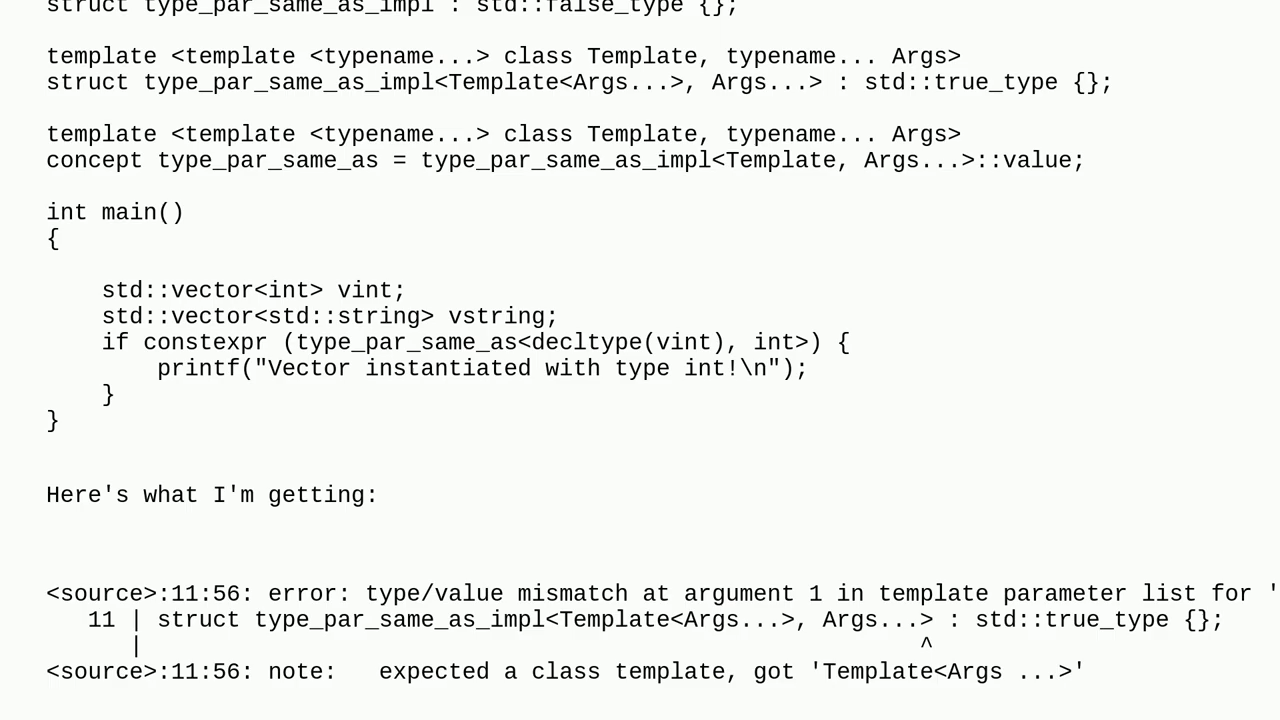 struct type_par_same_as_impl : std::false_type {};
template <template <typename...> class Template, typename... Args>
struct type_par_same_as_impl<Template<Args...>, Args...> : std::true_type {};
template <template <typename...> class Template, typename... Args>
concept type_par_same_as = type_par_same_as_impl<Template, Args...>::value;
int main()
{
    std::vector<int> vint;
    std::vector<std::string> vstring;
    if constexpr (type_par_same_as<decltype(vint), int>) {
        printf("Vector instantiated with type int!\n");
    }
}
Here's what I'm getting:
<source>:11:56: error: type/value mismatch at argument 1 in template parameter list for '
   11 | struct type_par_same_as_impl<Template<Args...>, Args...> : std::true_type {};
      |                                                        ^
<source>:11:56: note:   expected a class template, got 'Template<Args ...>'